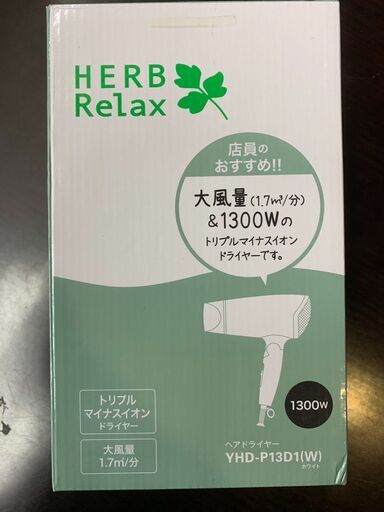 HERB
Relax
店員の
おすすめ!!
大風量(1.7㎥/分)
&1300Wの
トリプルマイナスイオン
ドライヤーです。
トリプル
マイナスイオン
ドライヤー
大風量
1.7㎥/分
1300W
ヘアドライヤー
YHD-P13D1(W)
ホワイト